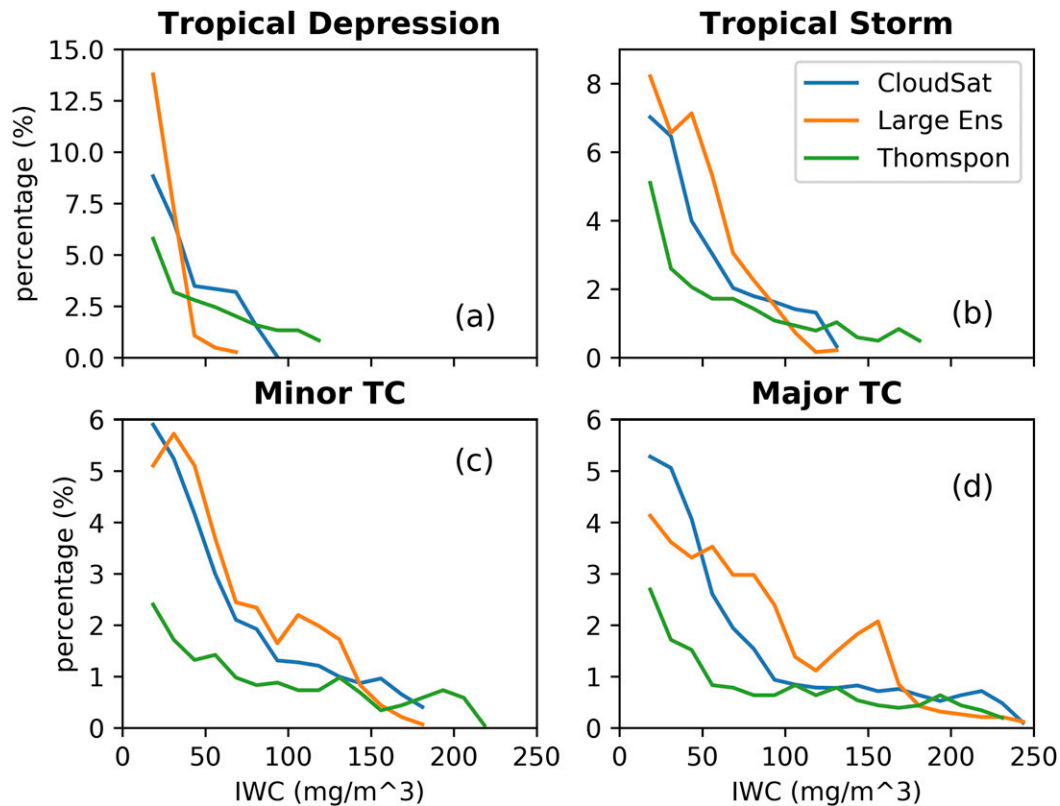 Tropical Depression
Tropical Storm
percentage (%)
15.0
12.5
10.0
7.5
5.0
2.5
0.0
(a)
8
6
4
2
0
CloudSat
Large Ens
Thomspon
(b)
Minor TC
Major TC
percentage (%)
6
5
4
3
2
1
0
(c)
0
50
100
150
200
250
IWC (mg/m^3)
6
5
4
3
2
1
0
(d)
0
50
100
150
200
250
IWC (mg/m^3)